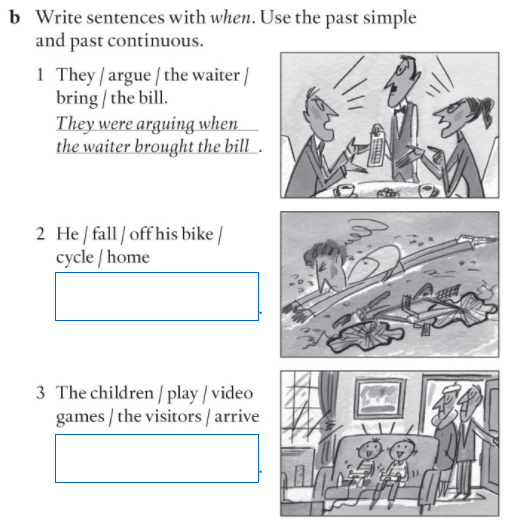 b Write sentences with when. Use the past simple
and past continuous.
1 They / argue / the waiter /
bring / the bill.
They were arguing when
the waiter brought the bill .
2 He / fall / off his bike /
cycle / home
.
3 The children / play / video
games / the visitors / arrive
.